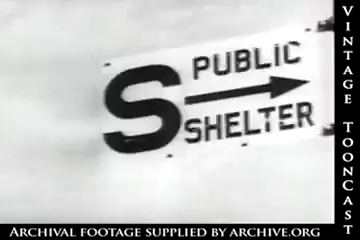 S PUBLIC
SHELTER
ARCHIVAL FOOTAGE SUPPLIED BY ARCHIVE.ORG
VINTAGE TOONCAST